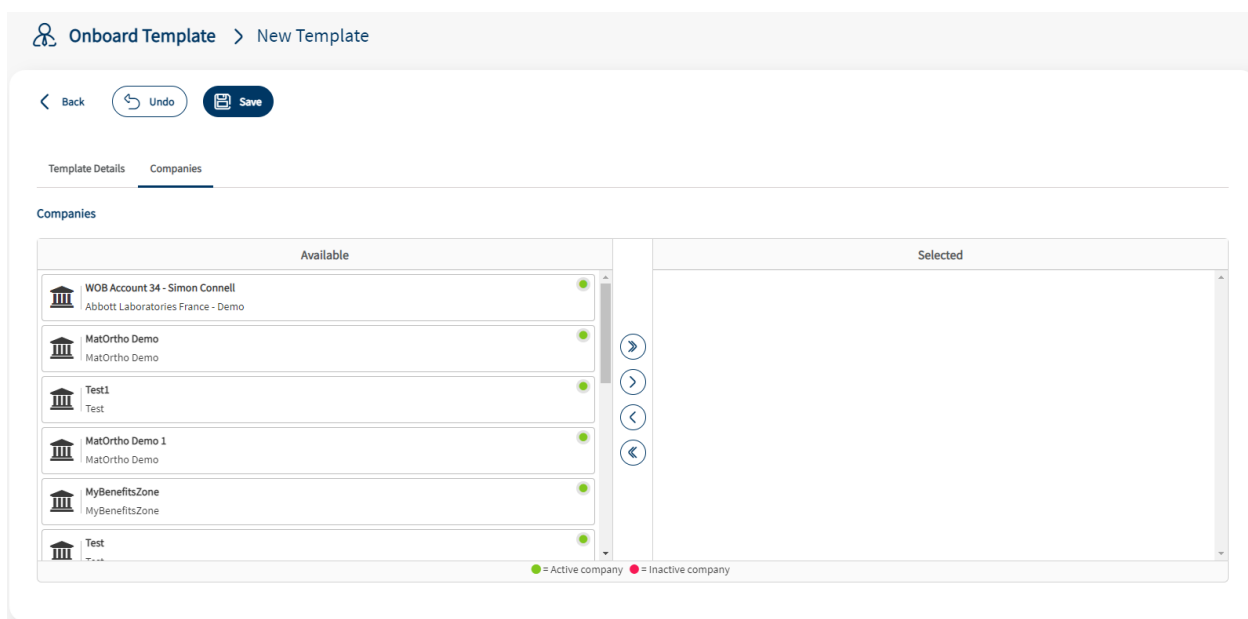 Onboard Template > New Template
Back Undo Save
Template Details Companies
Companies
Available Selected
WOB Account 34 - Simon Connell
Abbott Laboratories France - Demo
MatOrtho Demo
MatOrtho Demo
Test1
Test
MatOrtho Demo 1
MatOrtho Demo
MyBenefitsZone
MyBenefitsZone
Test
= Active company = Inactive company